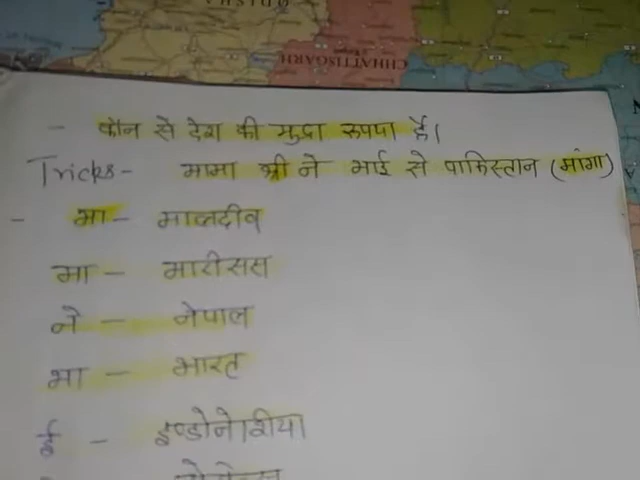 CHHATTISGARH
- कौन से देश की मुद्रा रूपया है।
Tricks - मामा श्री ने भाई से पाकिस्तान (मांगा)
- मा - मालदीव
मा - मारीसस
ने - नेपाल
भा - भारत
ई - इण्डोनेशिया